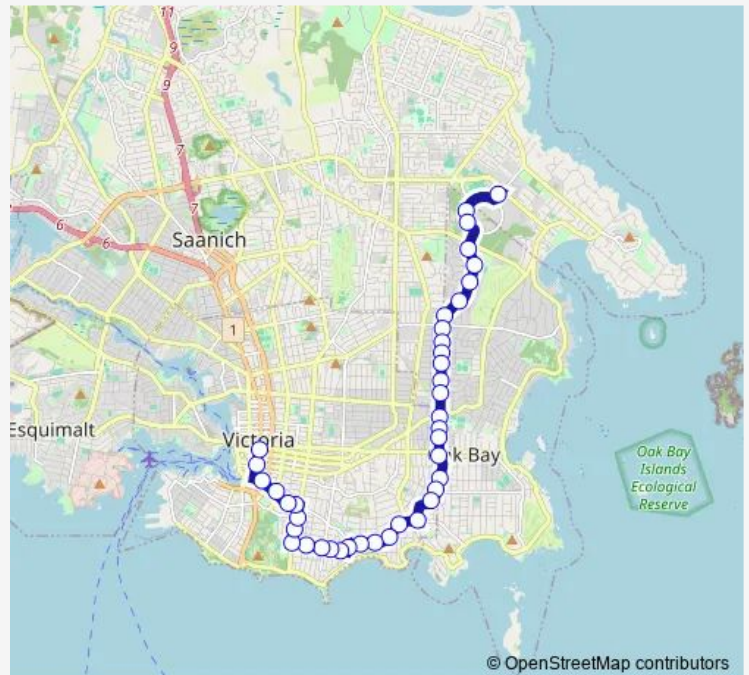 11
9
9
7
7
6
6
Saanich
1
Esquimalt
Victoria
Oak Bay
Oak Bay
Islands
Ecological
Reserve
© OpenStreetMap contributors